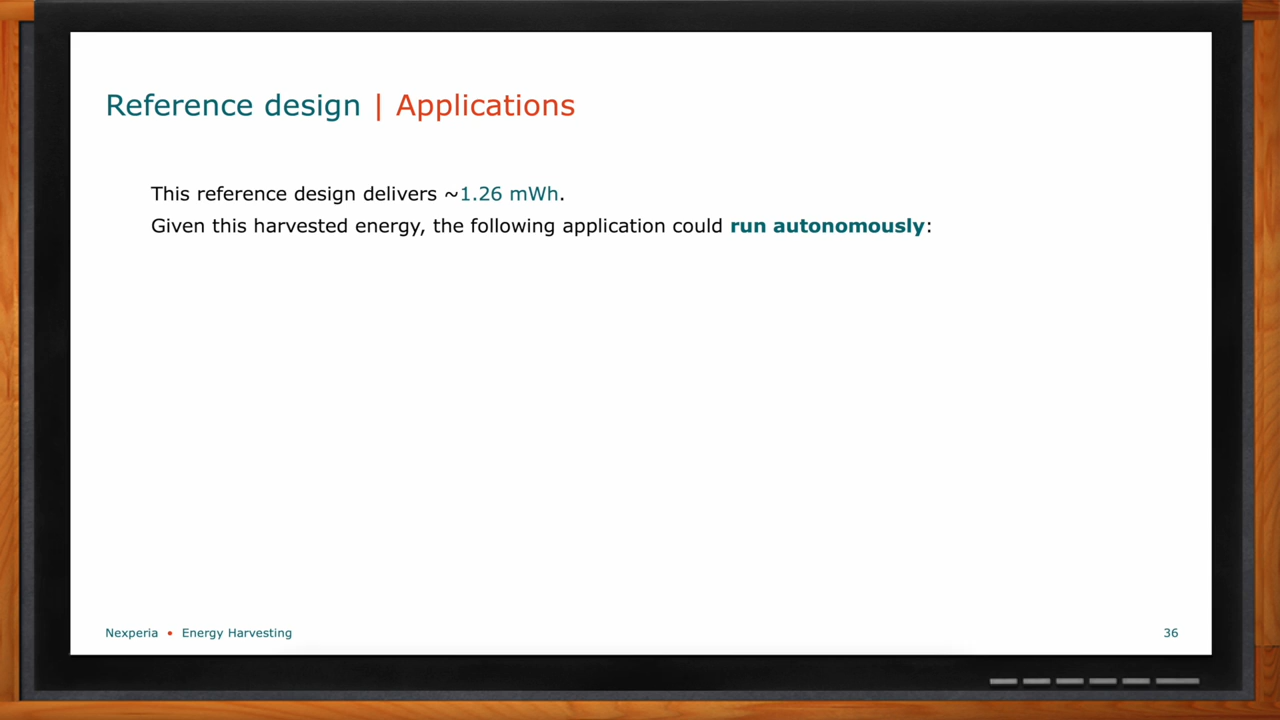 Reference design | Applications
This reference design delivers ~1.26 mWh.
Given this harvested energy, the following application could run autonomously:
Nexperia • Energy Harvesting
36